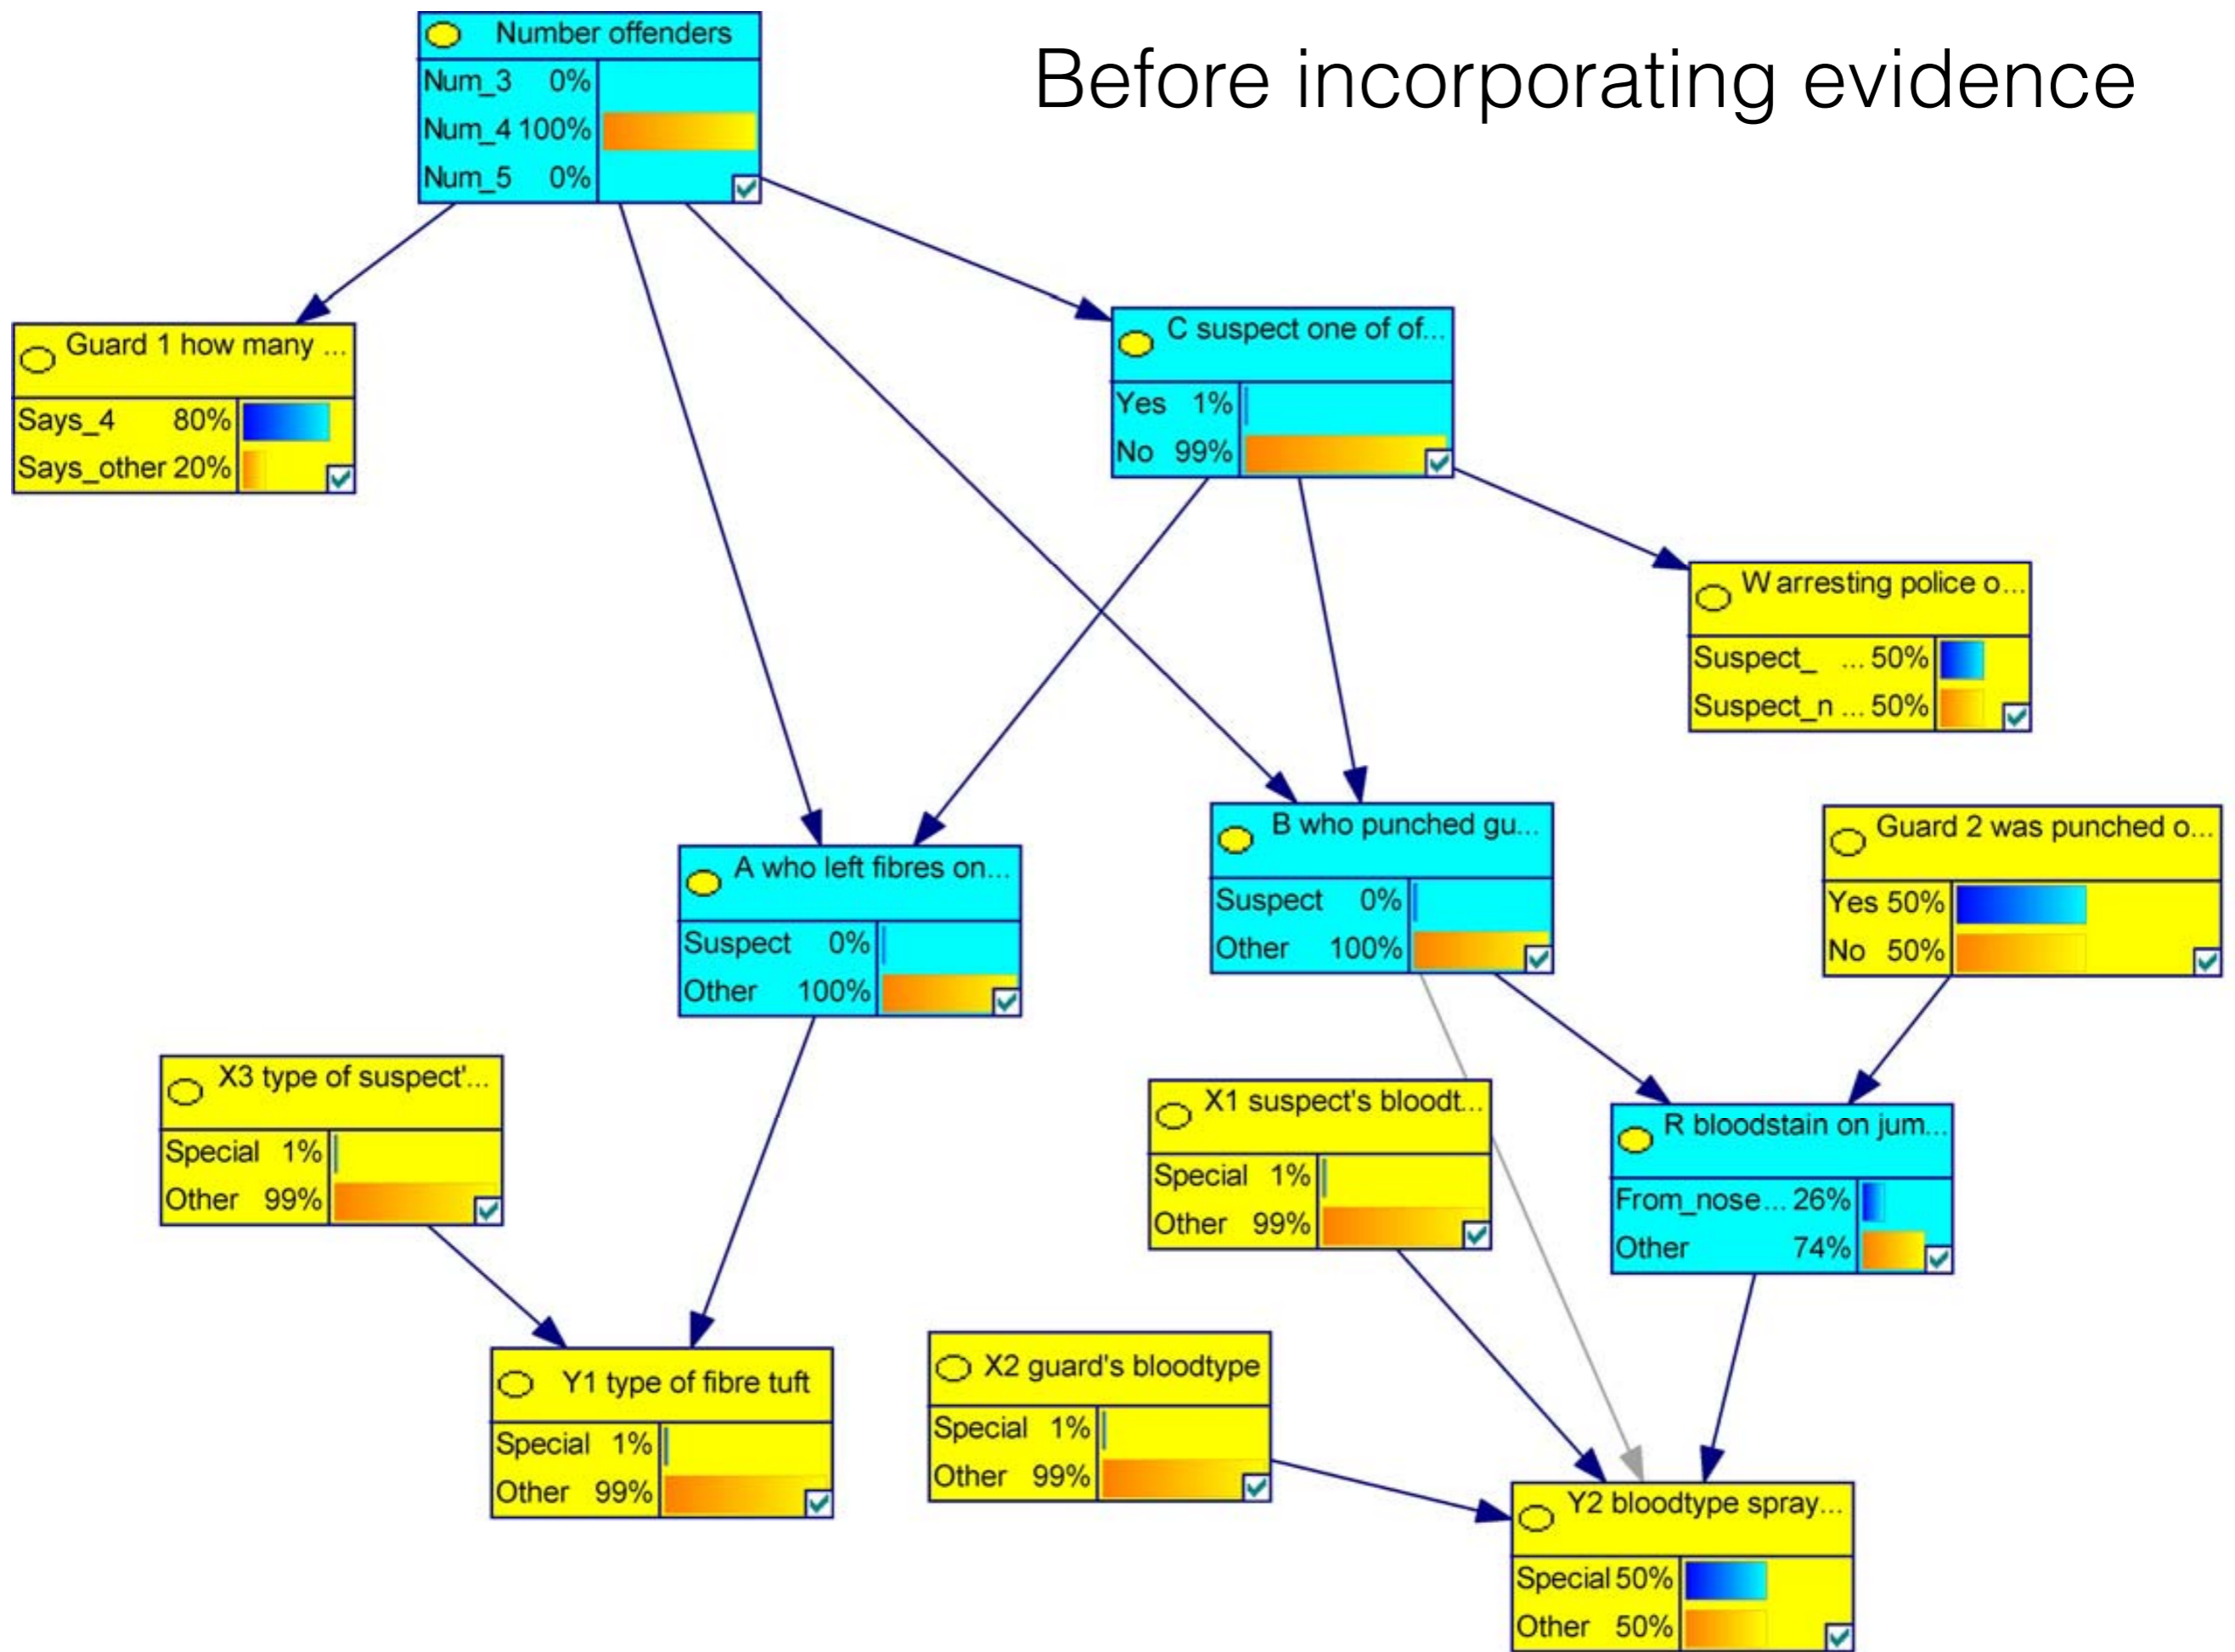 Before incorporating evidence
Number offenders
Num_3 0%
Num_4 100%
Num_5 0%
Guard 1 how many ...
Says_4 80%
Says_other 20%
C suspect one of of...
Yes 1%
No 99%
W arresting police o...
Suspect_ ... 50%
Suspect_n ... 50%
A who left fibres on...
Suspect 0%
Other 100%
B who punched gu...
Suspect 0%
Other 100%
Guard 2 was punched o...
Yes 50%
No 50%
X3 type of suspect'...
Special 1%
Other 99%
X1 suspect's bloodt...
Special 1%
Other 99%
R bloodstain on jum...
From_nose... 26%
Other 74%
Y1 type of fibre tuft
Special 1%
Other 99%
X2 guard's bloodtype
Special 1%
Other 99%
Y2 bloodtype spray...
Special 50%
Other 50%